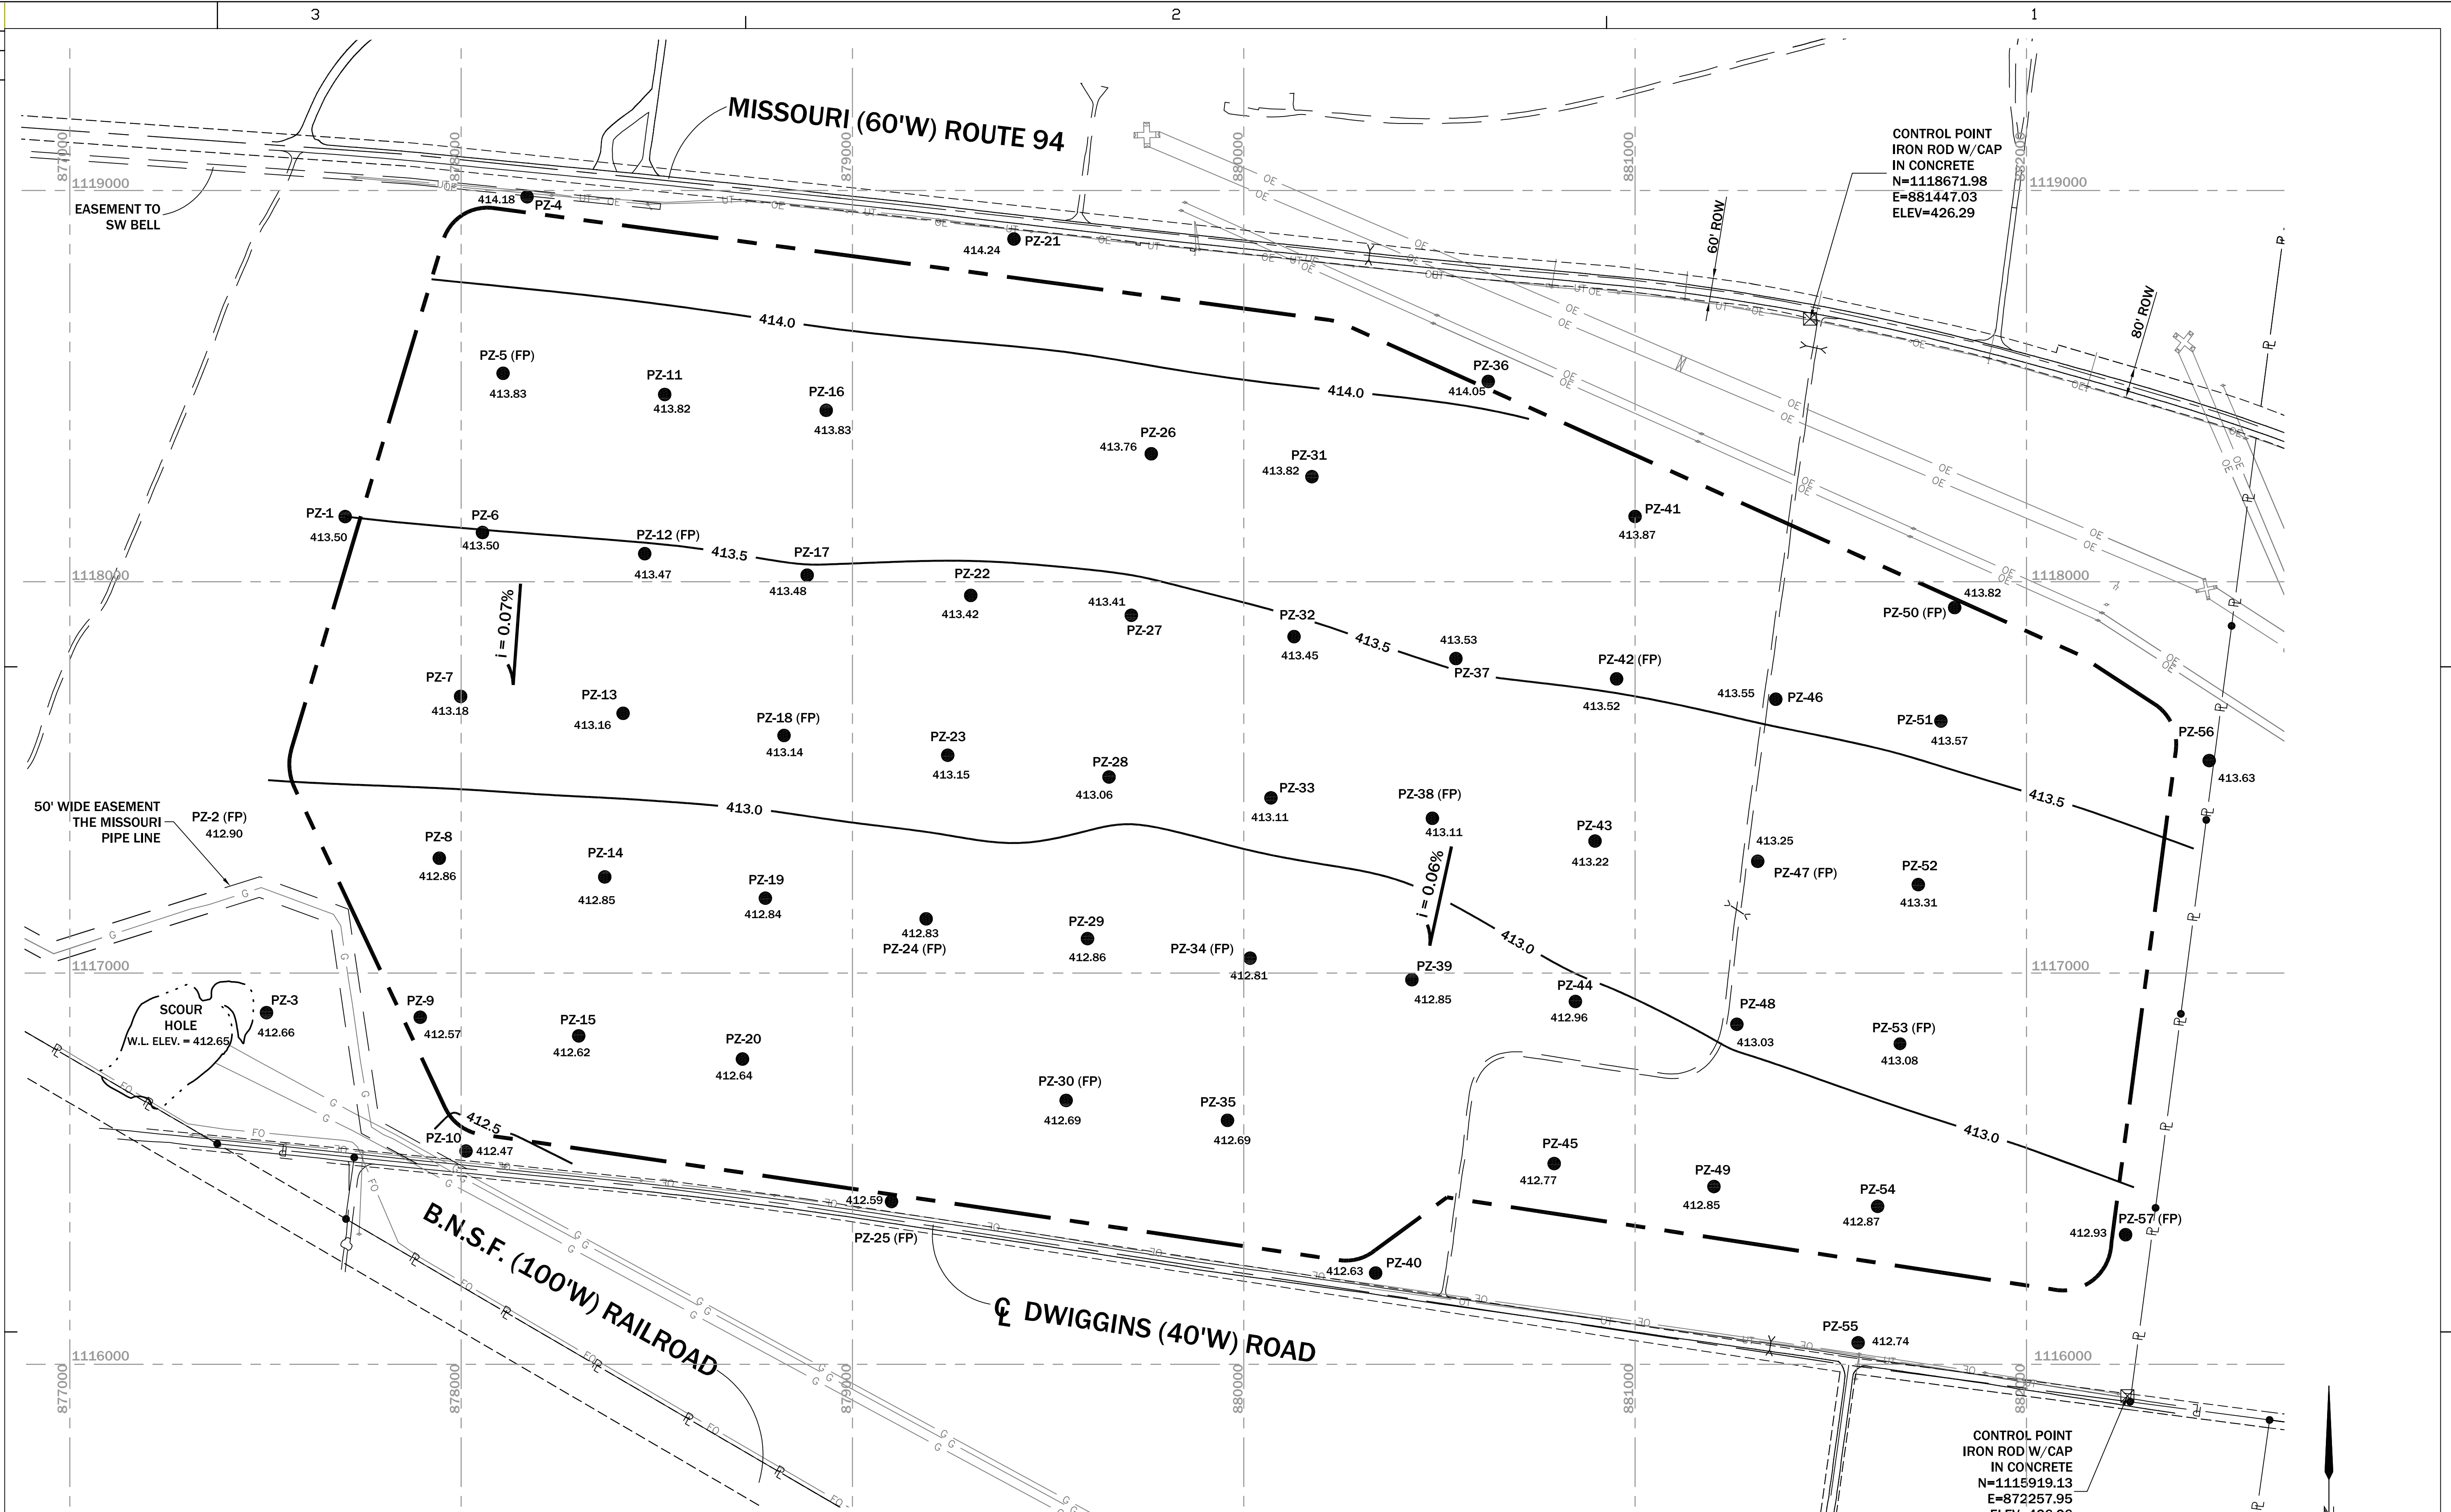 3
2
1
MISSOURI (60'W) ROUTE 94
877000
878000
879000
880000
881000
882000
1119000
1119000
EASEMENT TO
SW BELL
CONTROL POINT
IRON ROD W/CAP
IN CONCRETE
N=1118671.98
E=881447.03
ELEV=426.29
60' ROW
80' ROW
414.18
PZ-4
414.24
PZ-21
414.0
414.0
PZ-5 (FP)
413.83
PZ-11
413.82
PZ-16
413.83
PZ-26
413.76
PZ-31
413.82
PZ-36
414.05
PZ-41
413.87
PZ-1
413.50
PZ-6
413.50
PZ-12 (FP)
413.47
413.5
PZ-17
413.48
1118000
1118000
PZ-22
413.42
413.41
PZ-27
PZ-32
413.45
413.5
413.53
PZ-37
PZ-42 (FP)
413.52
413.55
PZ-46
PZ-50 (FP)
413.82
PZ-51
413.57
PZ-56
413.63
413.5
i = 0.07%
PZ-7
413.18
PZ-13
413.16
PZ-18 (FP)
413.14
PZ-23
413.15
PZ-28
413.06
PZ-33
413.11
PZ-38 (FP)
413.11
PZ-43
413.22
413.25
PZ-47 (FP)
PZ-52
413.31
413.0
i = 0.06%
50' WIDE EASEMENT
THE MISSOURI
PIPE LINE
PZ-2 (FP)
412.90
PZ-8
412.86
PZ-14
412.85
PZ-19
412.84
412.83
PZ-24 (FP)
PZ-29
412.86
PZ-34 (FP)
412.81
PZ-39
412.85
413.0
PZ-44
412.96
PZ-48
413.03
PZ-53 (FP)
413.08
413.0
1117000
1117000
SCOUR
HOLE
W.L. ELEV. = 412.65
PZ-3
412.66
PZ-9
412.57
PZ-15
412.62
PZ-20
412.64
PZ-30 (FP)
412.69
PZ-35
412.69
PZ-45
412.77
PZ-49
412.85
PZ-54
412.87
412.93
PZ-57 (FP)
412.5
PZ-10
412.47
412.59
PZ-25 (FP)
412.63
PZ-40
PZ-55
412.74
B.N.S.F. (100'W) RAILROAD
CL DWIGGINS (40'W) ROAD
1116000
1116000
877000
878000
879000
880000
881000
882000
CONTROL POINT
IRON ROD W/CAP
IN CONCRETE
N=1115919.13
E=872257.95